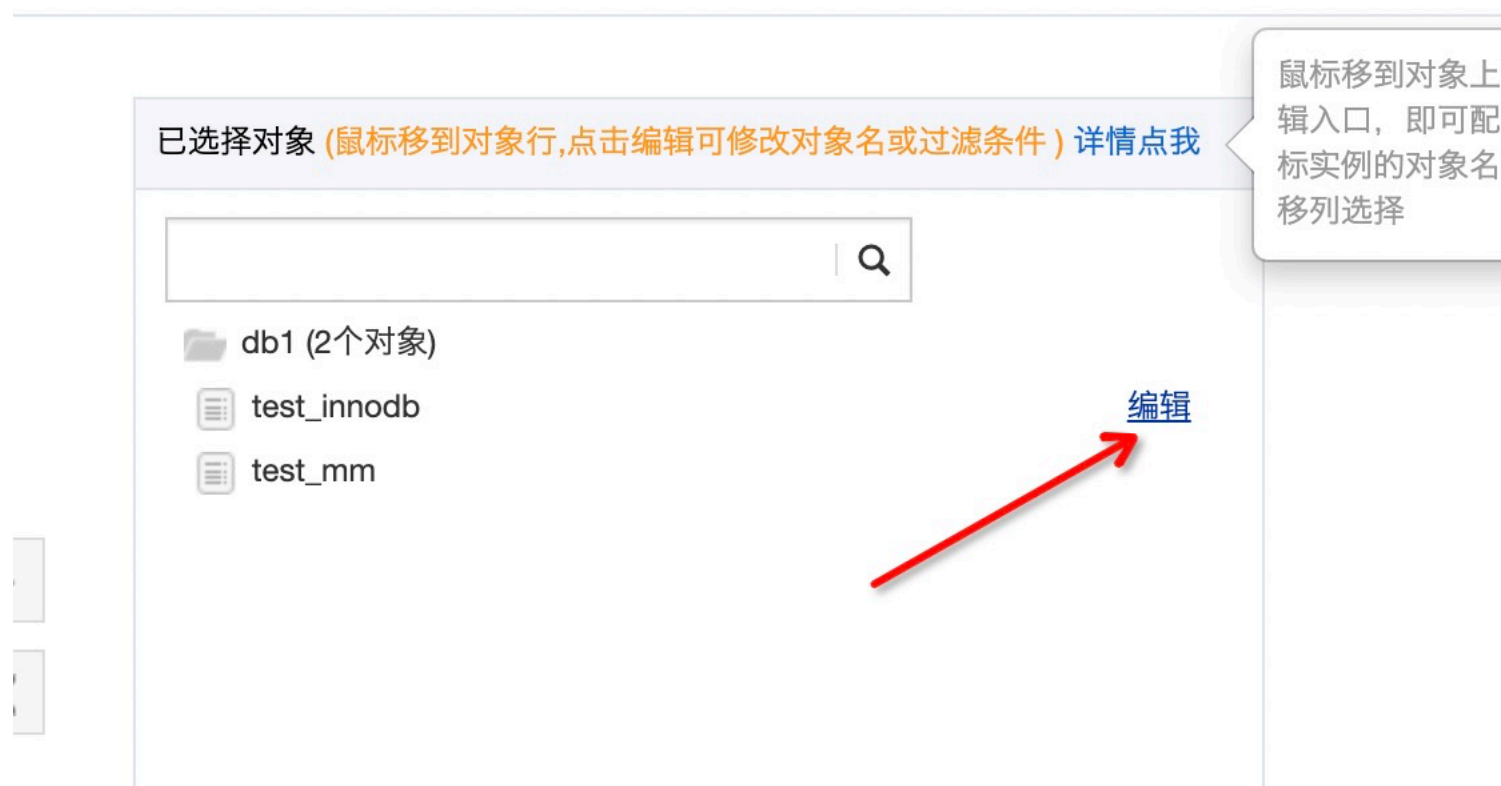 鼠标移到对象上
辑入口，即可配
标实例的对象名
移列选择
已选择对象 (鼠标移到对象行,点击编辑可修改对象名或过滤条件 ) 详情点我
db1 (2个对象)
test_innodb 编辑
test_mm